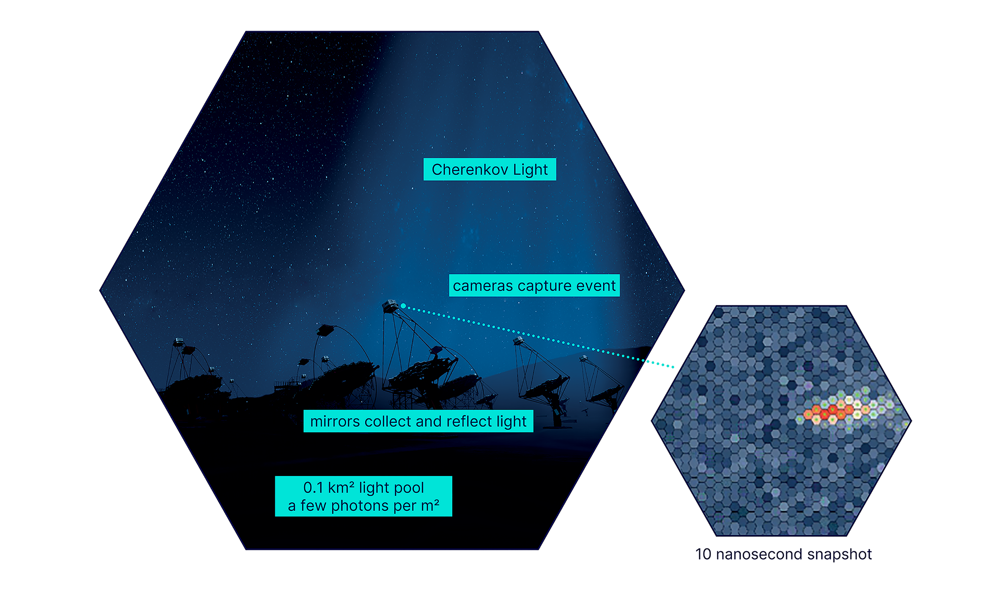 Cherenkov Light
cameras capture event
mirrors collect and reflect light
0.1 km² light pool
a few photons per m²
10 nanosecond snapshot